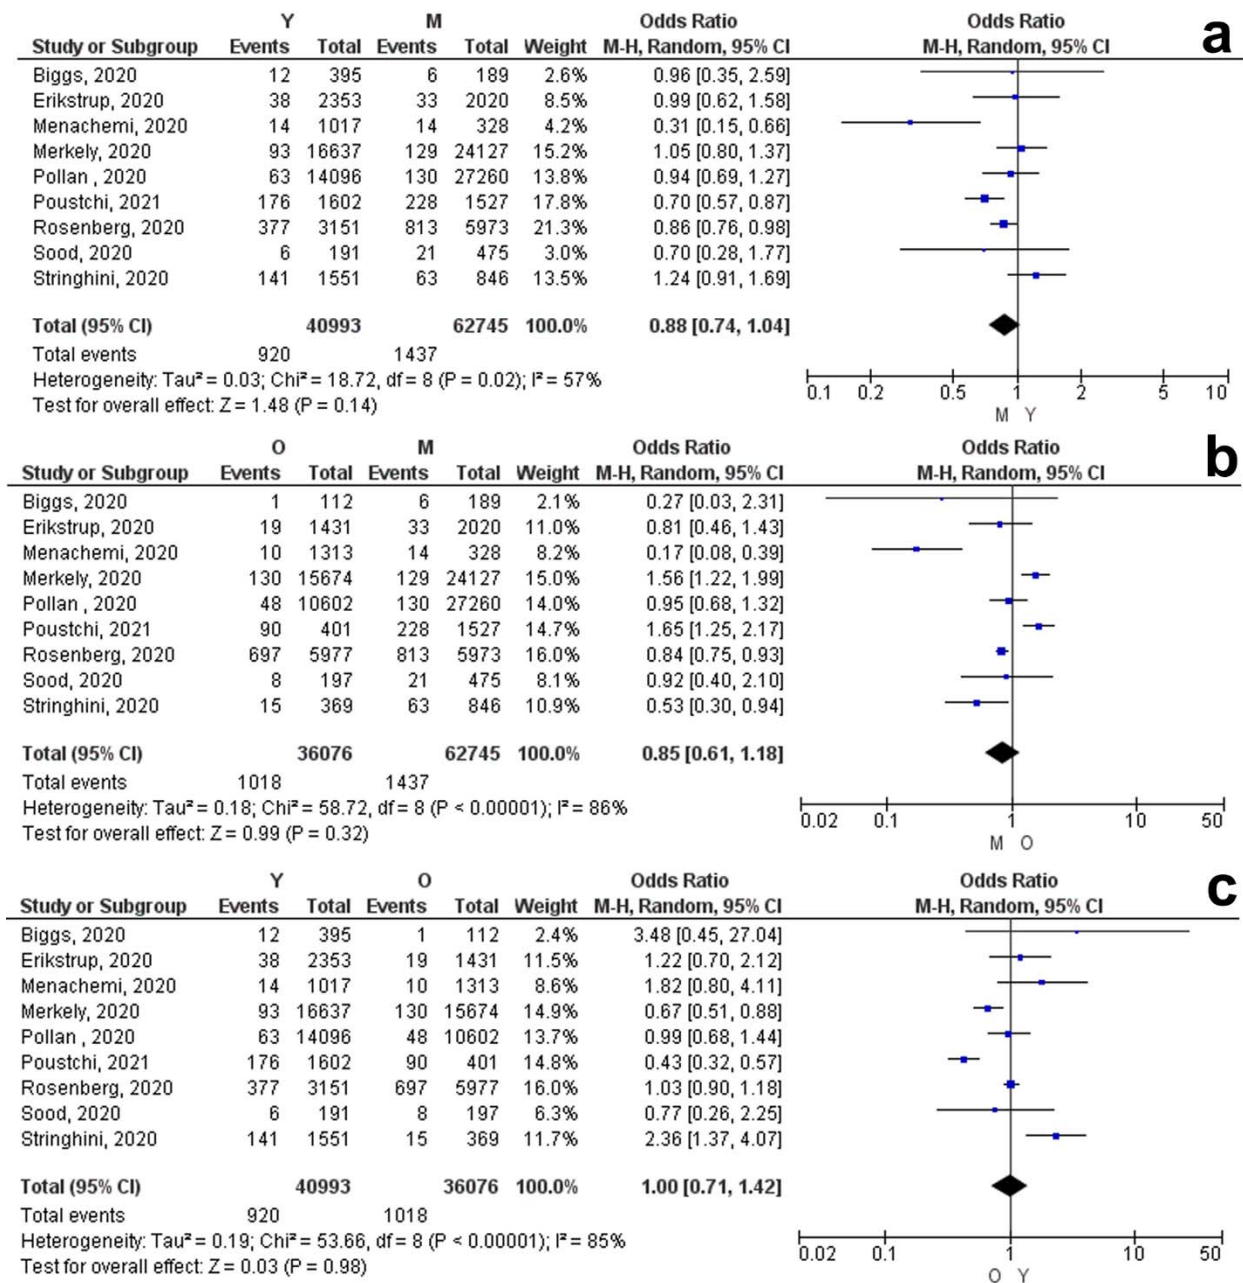 Y M Odds Ratio Odds Ratio a
Study or Subgroup Events Total Events Total Weight M-H, Random, 95% CI M-H, Random, 95% CI
Biggs, 2020 12 395 6 189 2.6% 0.96 [0.35, 2.59]
Erikstrup, 2020 38 2353 33 2020 8.5% 0.99 [0.62, 1.58]
Menachemi, 2020 14 1017 14 328 4.2% 0.31 [0.15, 0.66]
Merkely, 2020 93 16637 129 24127 15.2% 1.05 [0.80, 1.37]
Pollan , 2020 63 14096 130 27260 13.8% 0.94 [0.69, 1.27]
Poustchi, 2021 176 1602 228 1527 17.8% 0.70 [0.57, 0.87]
Rosenberg, 2020 377 3151 813 5973 21.3% 0.86 [0.76, 0.98]
Sood, 2020 6 191 21 475 3.0% 0.70 [0.28, 1.77]
Stringhini, 2020 141 1551 63 846 13.5% 1.24 [0.91, 1.69]
Total (95% CI) 40993 62745 100.0% 0.88 [0.74, 1.04]
Total events 920 1437
Heterogeneity: Tau² = 0.03; Chi² = 18.72, df = 8 (P = 0.02); I² = 57%
Test for overall effect: Z = 1.48 (P = 0.14)
0.1 0.2 0.5 1 2 5 10
M Y
O M Odds Ratio Odds Ratio b
Study or Subgroup Events Total Events Total Weight M-H, Random, 95% CI M-H, Random, 95% CI
Biggs, 2020 1 112 6 189 2.1% 0.27 [0.03, 2.31]
Erikstrup, 2020 19 1431 33 2020 11.0% 0.81 [0.46, 1.43]
Menachemi, 2020 10 1313 14 328 8.2% 0.17 [0.08, 0.39]
Merkely, 2020 130 15674 129 24127 15.0% 1.56 [1.22, 1.99]
Pollan , 2020 48 10602 130 27260 14.0% 0.95 [0.68, 1.32]
Poustchi, 2021 90 401 228 1527 14.7% 1.65 [1.25, 2.17]
Rosenberg, 2020 697 5977 813 5973 16.0% 0.84 [0.75, 0.93]
Sood, 2020 8 197 21 475 8.1% 0.92 [0.40, 2.10]
Stringhini, 2020 15 369 63 846 10.9% 0.53 [0.30, 0.94]
Total (95% CI) 36076 62745 100.0% 0.85 [0.61, 1.18]
Total events 1018 1437
Heterogeneity: Tau² = 0.18; Chi² = 58.72, df = 8 (P < 0.00001); I² = 86%
Test for overall effect: Z = 0.99 (P = 0.32)
0.02 0.1 1 10 50
M O
Y O Odds Ratio Odds Ratio c
Study or Subgroup Events Total Events Total Weight M-H, Random, 95% CI M-H, Random, 95% CI
Biggs, 2020 12 395 1 112 2.4% 3.48 [0.45, 27.04]
Erikstrup, 2020 38 2353 19 1431 11.5% 1.22 [0.70, 2.12]
Menachemi, 2020 14 1017 10 1313 8.6% 1.82 [0.80, 4.11]
Merkely, 2020 93 16637 130 15674 14.9% 0.67 [0.51, 0.88]
Pollan , 2020 63 14096 48 10602 13.7% 0.99 [0.68, 1.44]
Poustchi, 2021 176 1602 90 401 14.8% 0.43 [0.32, 0.57]
Rosenberg, 2020 377 3151 697 5977 16.0% 1.03 [0.90, 1.18]
Sood, 2020 6 191 8 197 6.3% 0.77 [0.26, 2.25]
Stringhini, 2020 141 1551 15 369 11.7% 2.36 [1.37, 4.07]
Total (95% CI) 40993 36076 100.0% 1.00 [0.71, 1.42]
Total events 920 1018
Heterogeneity: Tau² = 0.19; Chi² = 53.66, df = 8 (P < 0.00001); I² = 85%
Test for overall effect: Z = 0.03 (P = 0.98)
0.02 0.1 1 10 50
O Y